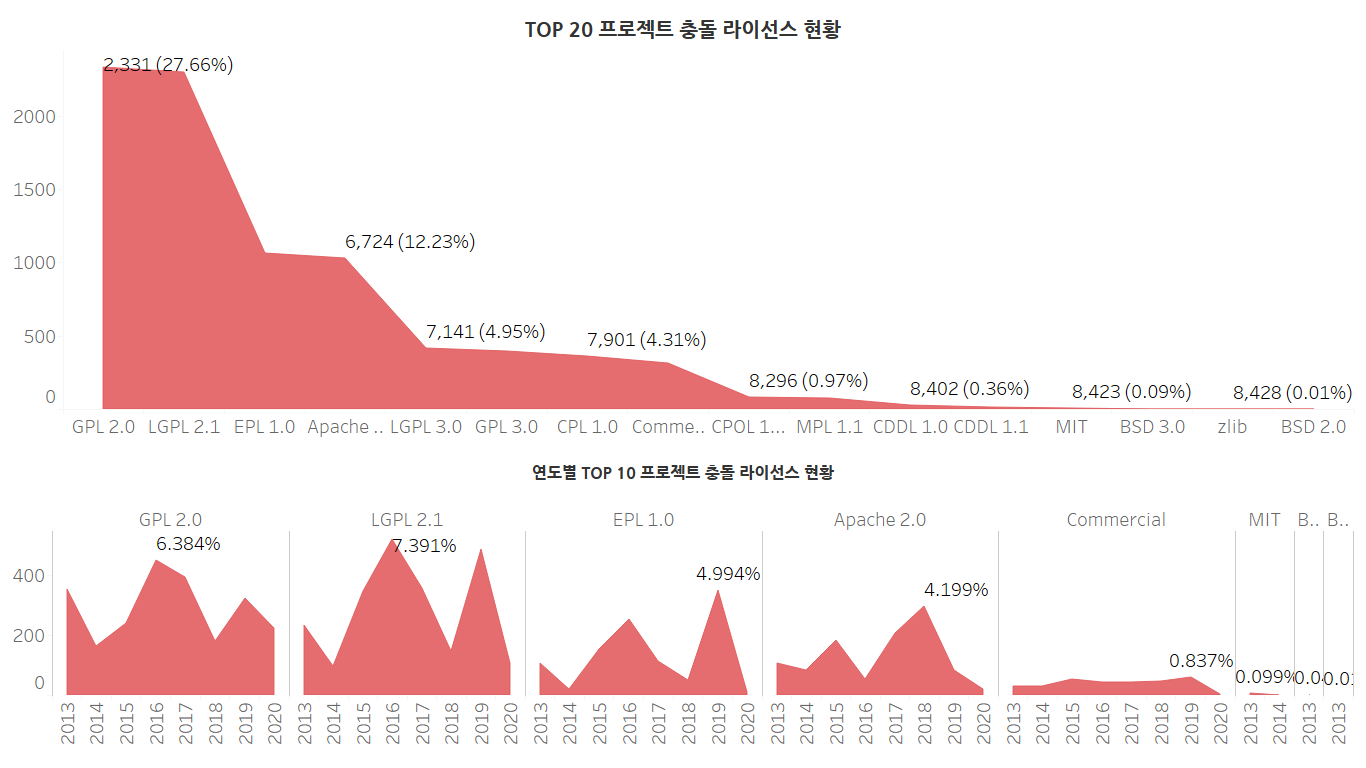 TOP 20 프로젝트 충돌 라이선스 현황
2,331 (27.66%)
2000
1500
6,724 (12.23%)
1000
7,141 (4.95%)
7,901 (4.31%)
500
8,296 (0.97%)
8,402 (0.36%)
8,423 (0.09%)
8,428 (0.01%)
0
GPL 2.0 LGPL 2.1 EPL 1.0 Apache .. LGPL 3.0 GPL 3.0 CPL 1.0 Comme.. CPOL 1... MPL 1.1 CDDL 1.0 CDDL 1.1 MIT BSD 3.0 zlib BSD 2.0
연도별 TOP 10 프로젝트 충돌 라이선스 현황
GPL 2.0 LGPL 2.1 EPL 1.0 Apache 2.0 Commercial MIT B.. B..
6.384% 7.391% 4.994% 4.199% 0.837% 0.099%
400
200
0
2013 2014 2015 2016 2017 2018 2019 2020 2013 2014 2015 2016 2017 2018 2019 2020 2013 2014 2015 2016 2017 2018 2019 2020 2013 2014 2015 2016 2017 2018 2019 2020 2013 2014 2015 2016 2017 2018 2019 2020 2013 2014 2013 2013